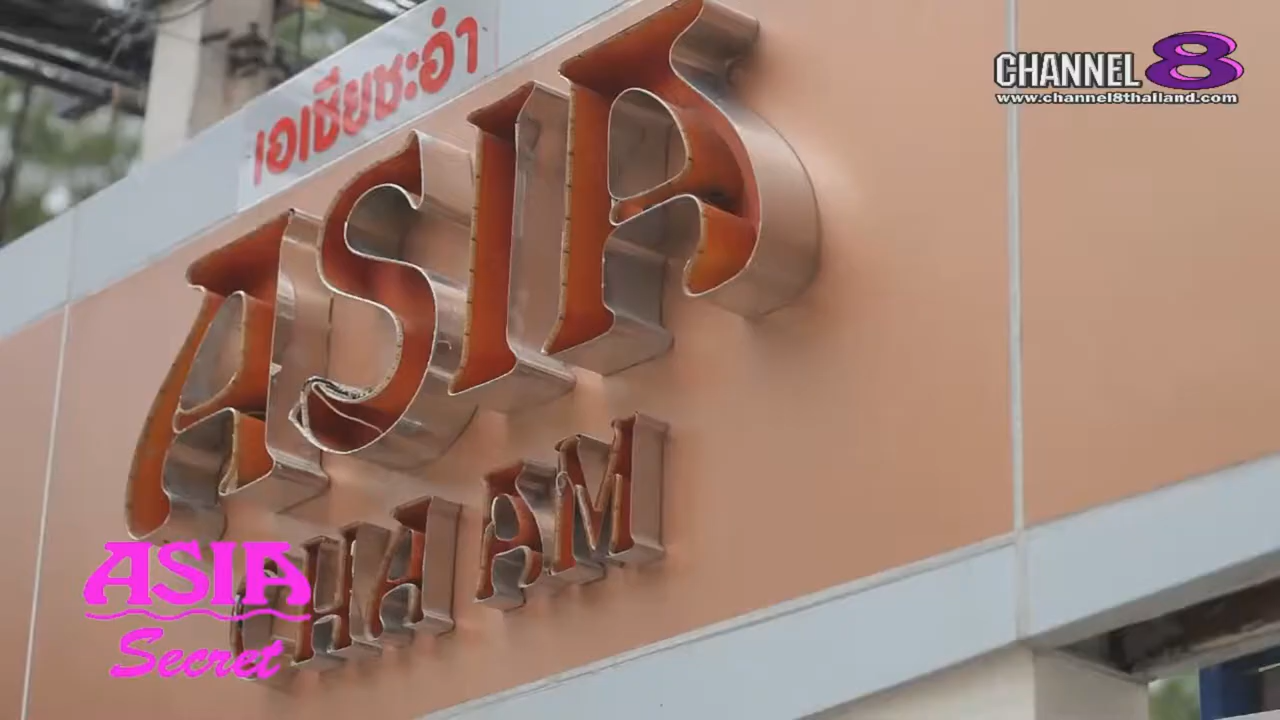 CHANNEL 8
www.channel8thailand.com
เอเชียชะอำ
ASIA
CHA AM
ASIA
Secret